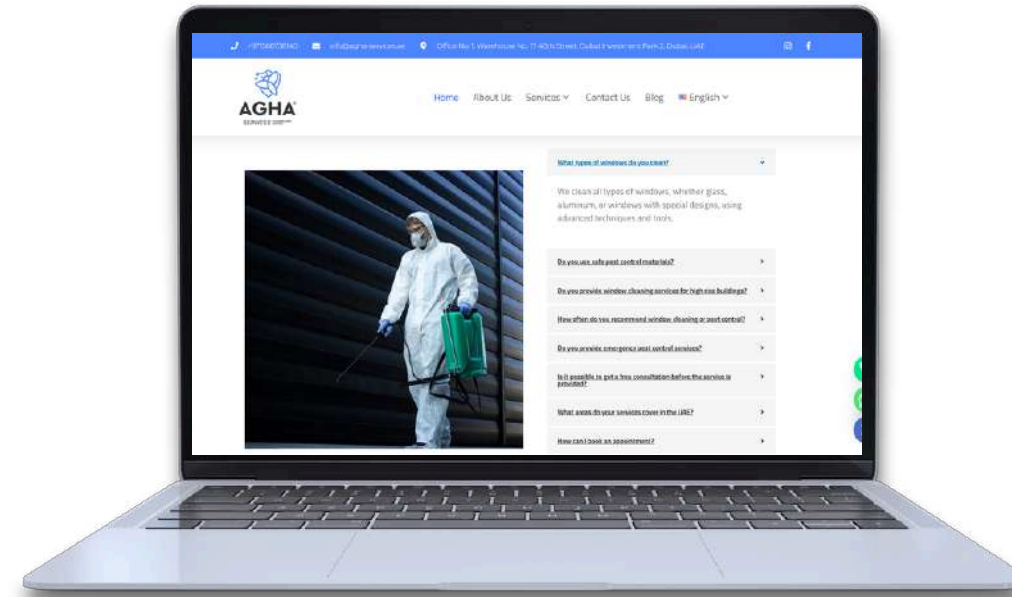 Office No 1, Warehouse No. 11 40th Street, Dubai Investment Park 2, Dubai, UAE
AGHA
Home About Us Services Contact Us Blog English
What types of windows do you clean?
We clean all types of windows, whether glass,
aluminum, or windows with special designs, using
advanced techniques and tools.
Do you use safe pest control materials?
Do you provide window cleaning services for high rise buildings?
How often do you recommend window cleaning or pest control?
Do you provide emergency pest control services?
Is it possible to get a free consultation before the service is
provided?
What areas do your services cover in the UAE?
How can I book an appointment?